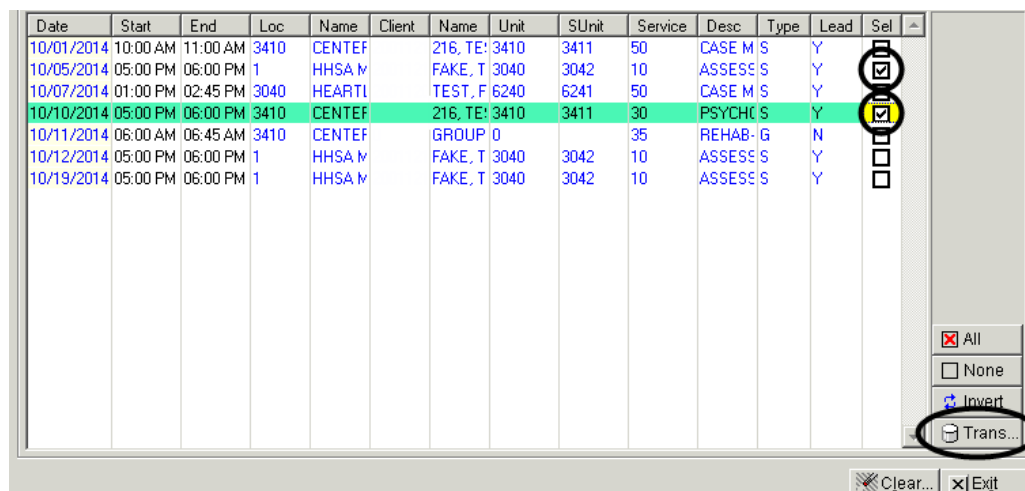 Date Start End Loc Name Client Name Unit SUnit Service Desc Type Lead Sel
10/01/2014 10:00 AM 11:00 AM 3410 CENTER 216, TES 3410 3411 50 CASE M S Y
10/05/2014 05:00 PM 06:00 PM 1 HHSA M FAKE, T 3040 3042 10 ASSESS S Y
10/07/2014 01:00 PM 02:45 PM 3040 HEARTL TEST, F 6240 6241 50 CASE M S Y
10/10/2014 05:00 PM 06:00 PM 3410 CENTER 216, TES 3410 3411 30 PSYCHO S Y
10/11/2014 06:00 AM 06:45 AM 3410 CENTER GROUP 0 35 REHAB- G N
10/12/2014 05:00 PM 06:00 PM 1 HHSA M FAKE, T 3040 3042 10 ASSESS S Y
10/19/2014 05:00 PM 06:00 PM 1 HHSA M FAKE, T 3040 3042 10 ASSESS S Y
All
None
Invert
Trans...
Clear... Exit